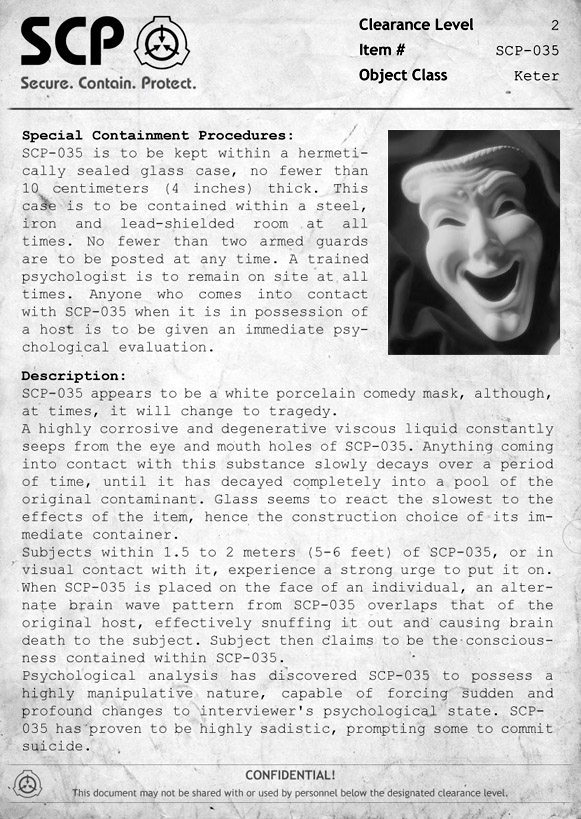 SCP
Secure. Contain. Protect.
Clearance Level 2
Item # SCP-035
Object Class Keter
Special Containment Procedures:
SCP-035 is to be kept within a hermeti-
cally sealed glass case, no fewer than
10 centimeters (4 inches) thick. This
case is to be contained within a steel,
iron and lead-shielded room at all
times. No fewer than two armed guards
are to be posted at any time. A trained
psychologist is to remain on site at all
times. Anyone who comes into contact
with SCP-035 when it is in possession of
a host is to be given an immediate psy-
chological evaluation.
Description:
SCP-035 appears to be a white porcelain comedy mask, although,
at times, it will change to tragedy.
A highly corrosive and degenerative viscous liquid constantly
seeps from the eye and mouth holes of SCP-035. Anything coming
into contact with this substance slowly decays over a period
of time, until it has decayed completely into a pool of the
original contaminant. Glass seems to react the slowest to the
effects of the item, hence the construction choice of its im-
mediate container.
Subjects within 1.5 to 2 meters (5-6 feet) of SCP-035, or in
visual contact with it, experience a strong urge to put it on.
When SCP-035 is placed on the face of an individual, an alter-
nate brain wave pattern from SCP-035 overlaps that of the
original host, effectively snuffing it out and causing brain
death to the subject. Subject then claims to be the conscious-
ness contained within SCP-035.
Psychological analysis has discovered SCP-035 to possess a
highly manipulative nature, capable of forcing sudden and
profound changes to interviewer's psychological state. SCP-
035 has proven to be highly sadistic, prompting some to commit
suicide.
CONFIDENTIAL!
This document may not be shared with or used by personnel below the designated clearance level.